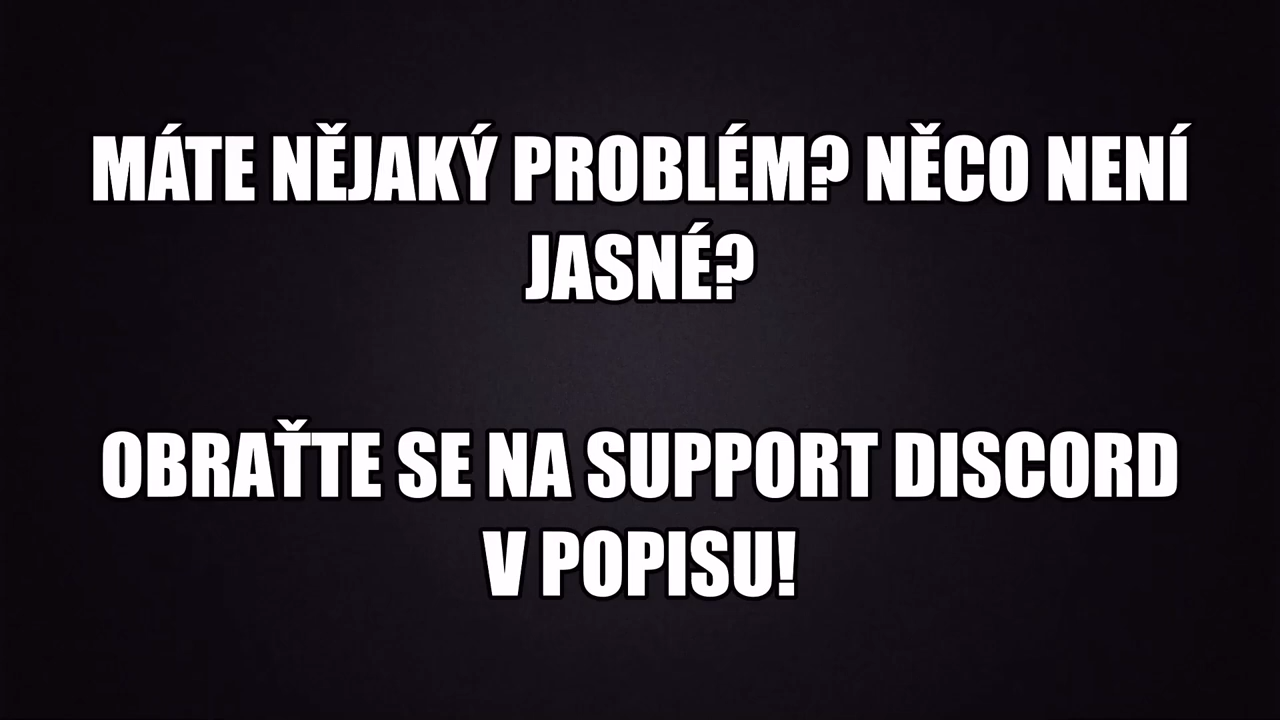 MÁTE NĚJAKÝ PROBLÉM? NĚCO NENÍ
JASNÉ?
OBRAŤTE SE NA SUPPORT DISCORD
V POPISU!